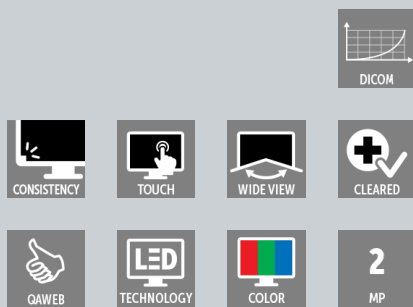 DICOM
CONSISTENCY
TOUCH
WIDE VIEW
CLEARED
QAWEB
LED
TECHNOLOGY
COLOR
2
MP